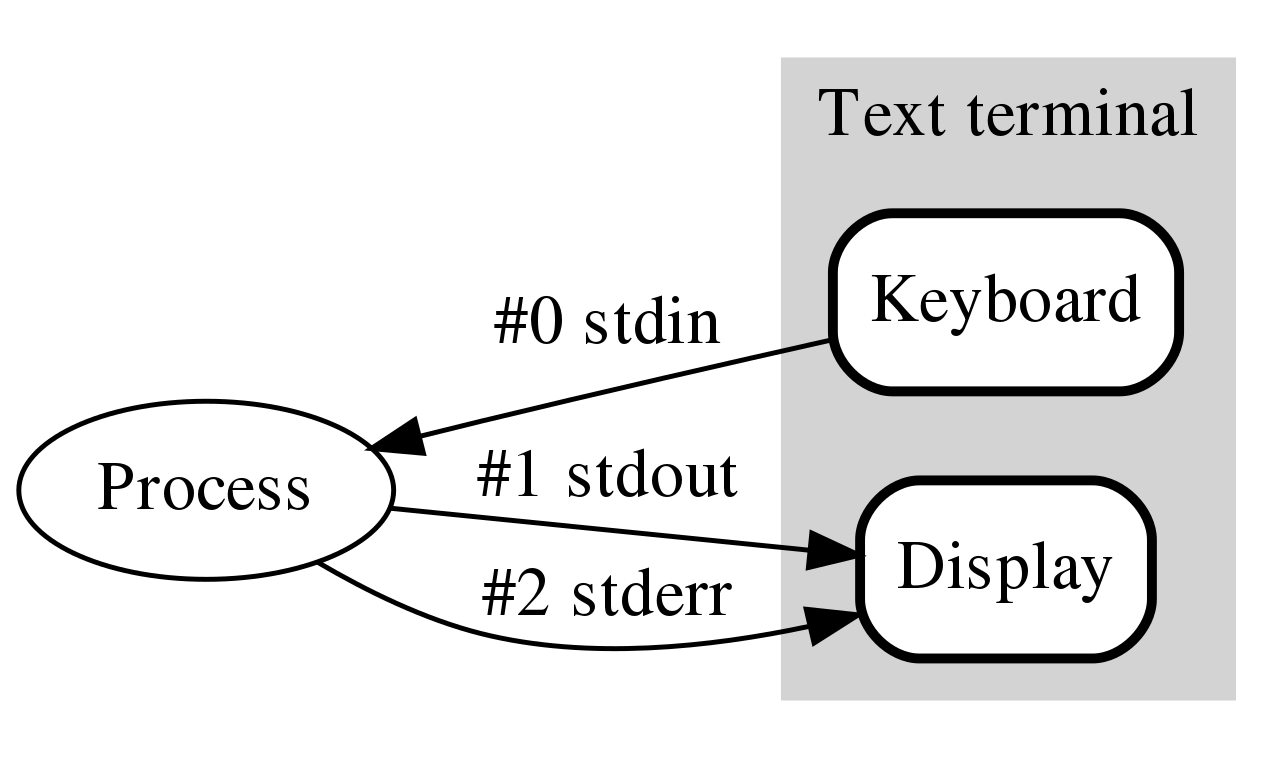 Text terminal
Keyboard
#0 stdin
Process
#1 stdout
Display
#2 stderr